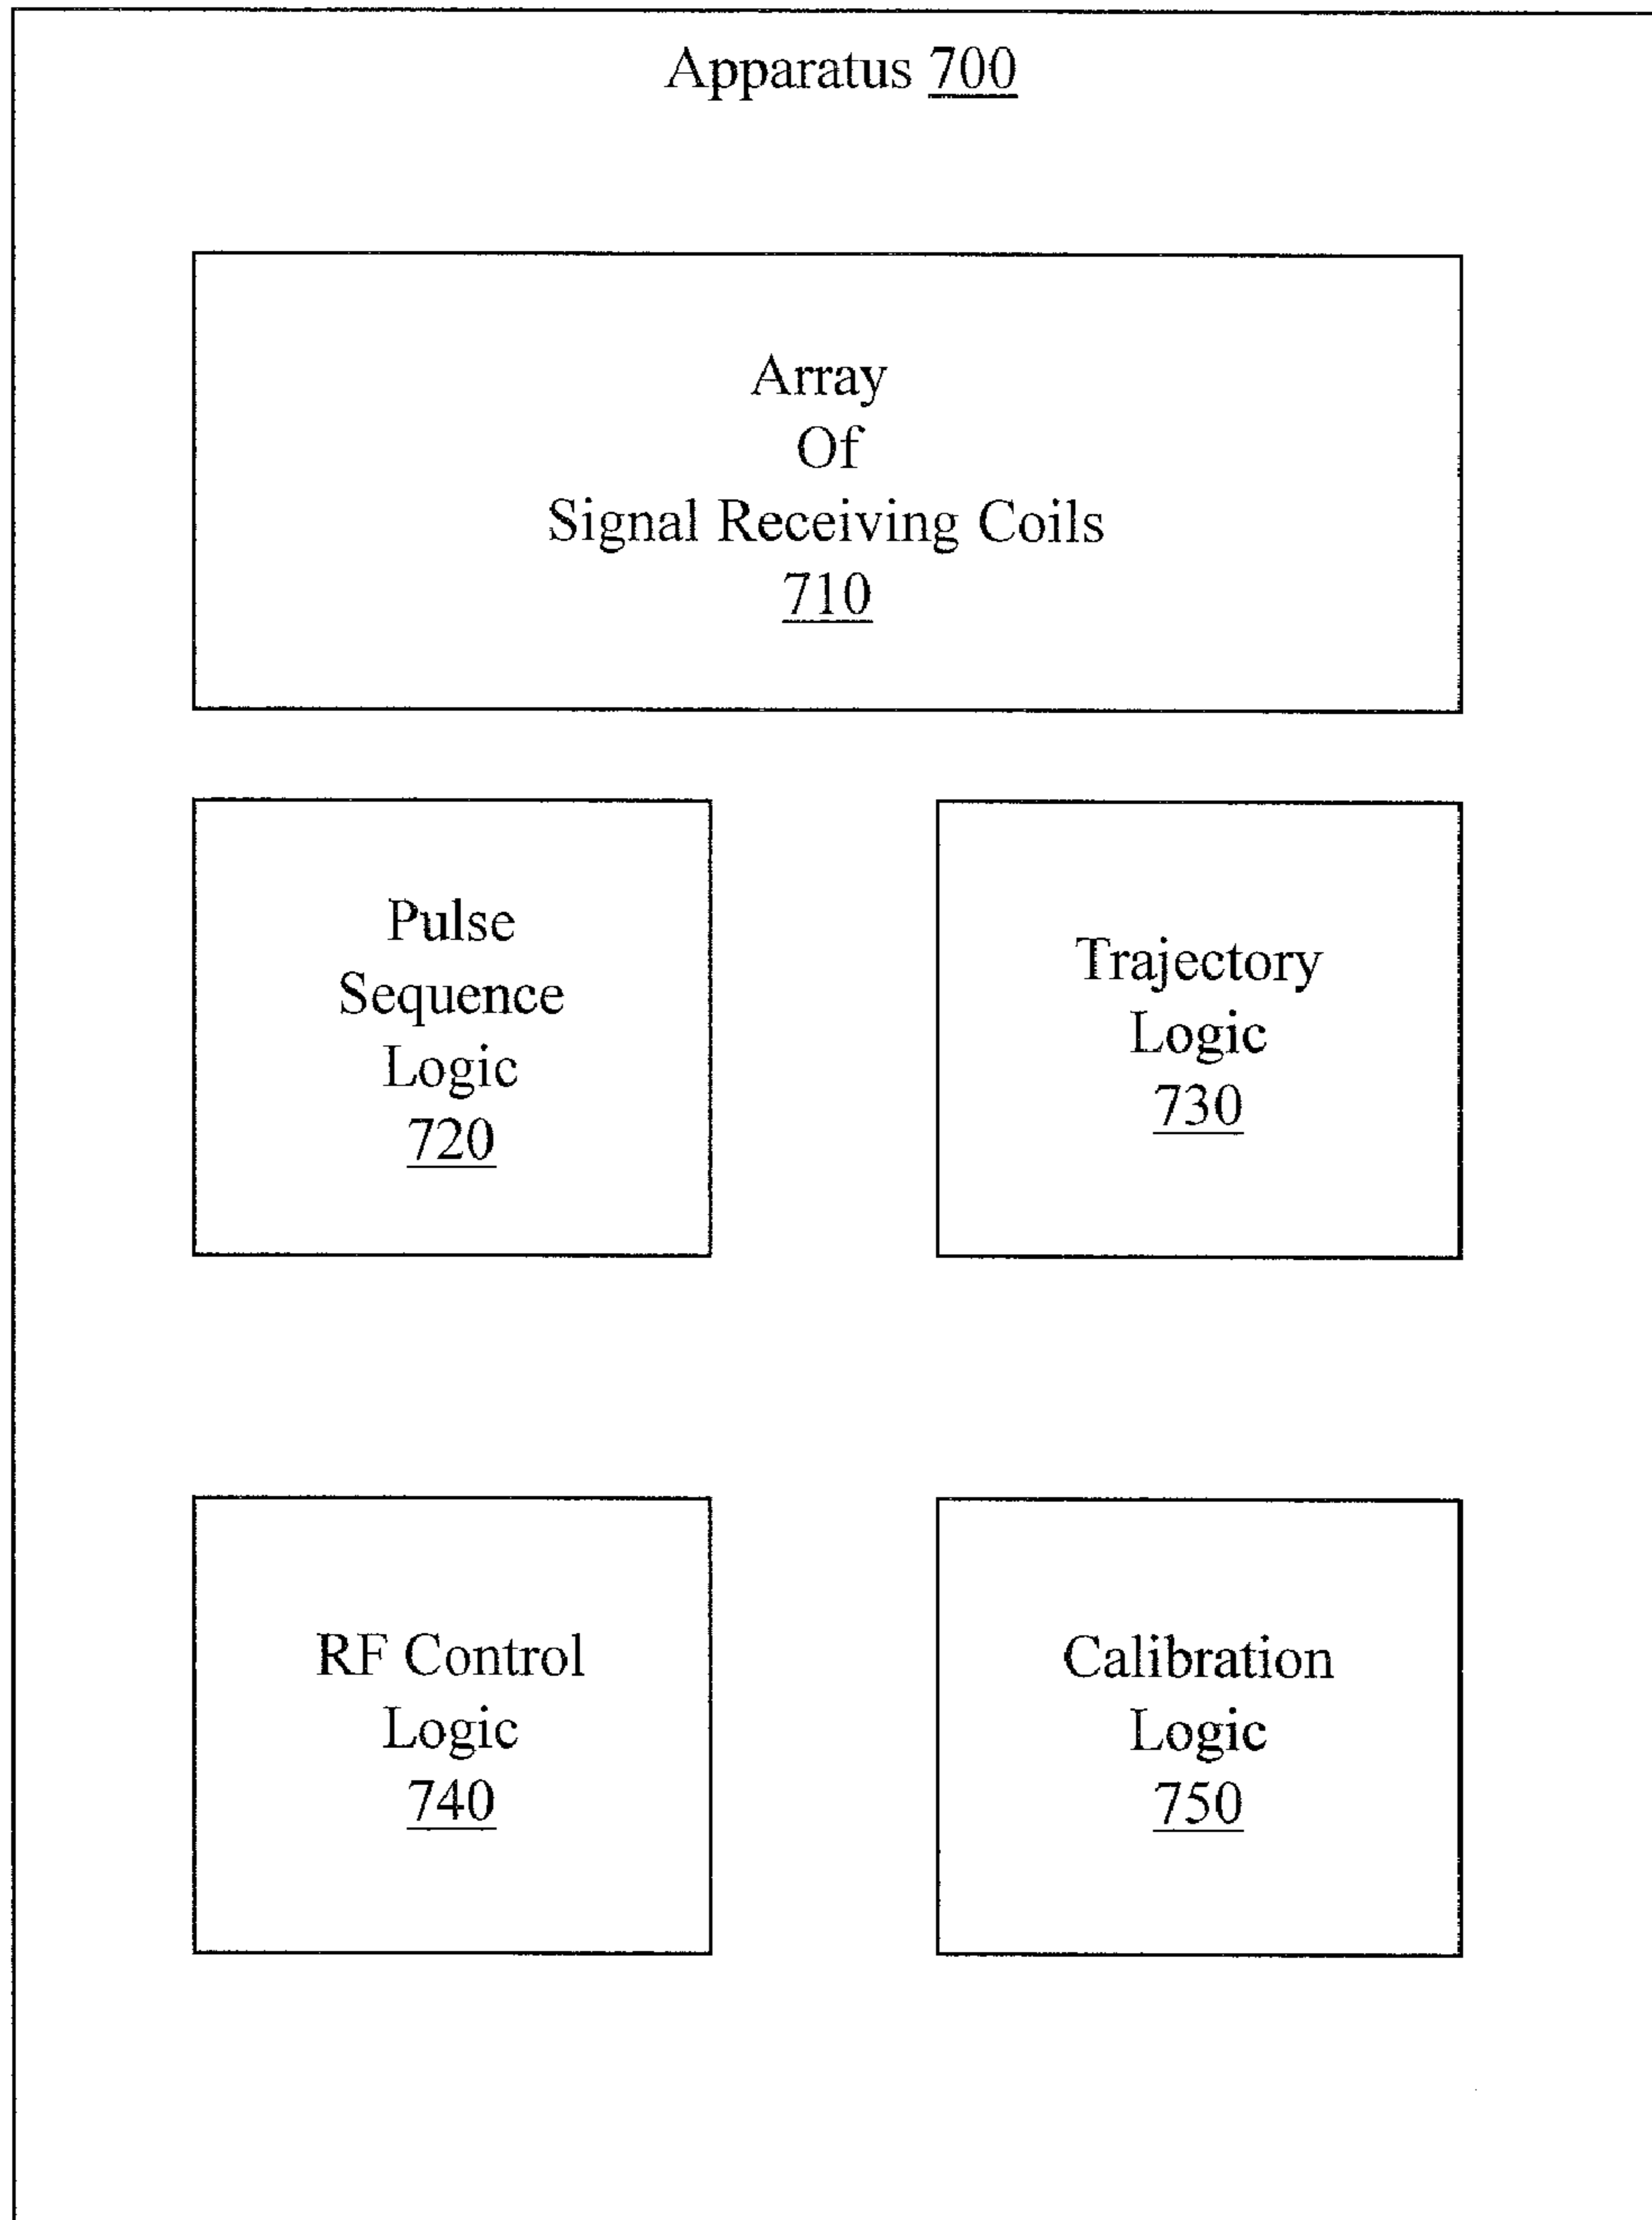 Apparatus 700
Array
Of
Signal Receiving Coils
710
Pulse
Sequence
Logic
720
Trajectory
Logic
730
RF Control
Logic
740
Calibration
Logic
750